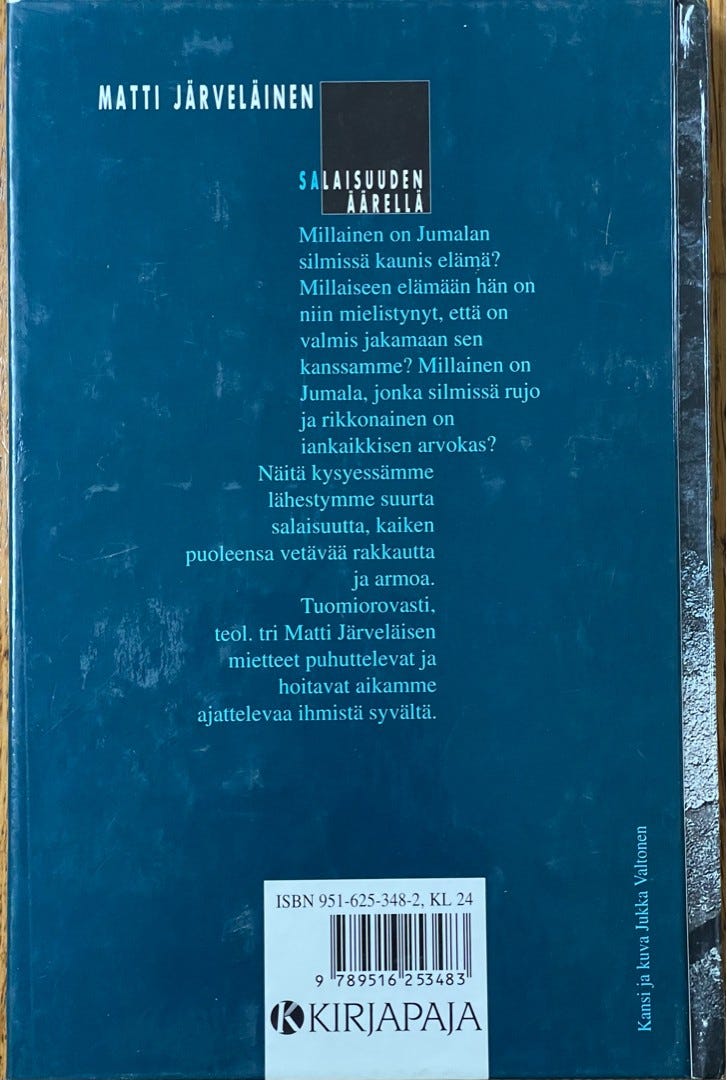 MATTI JÄRVELÄINEN
SALAISUUDEN
ÄÄRELLÄ
Millainen on Jumalan
silmissä kaunis elämä?
Millaiseen elämään hän on
niin mielistynyt, että on
valmis jakamaan sen
kanssamme? Millainen on
Jumala, jonka silmissä rujo
ja rikkonainen on
iankaikkisen arvokas?
Näitä kysyessämme
lähestymme suurta
salaisuutta, kaiken
puoleensa vetävää rakkautta
ja armoa.
Tuomiorovasti,
teol. tri Matti Järveläisen
mietteet puhuttelevat ja
hoitavat aikamme
ajattelevaa ihmistä syvältä.
Kansi ja kuva Jukka Valtonen
ISBN 951-625-348-2, KL 24
9 789516 253483
KIRJAPAJA